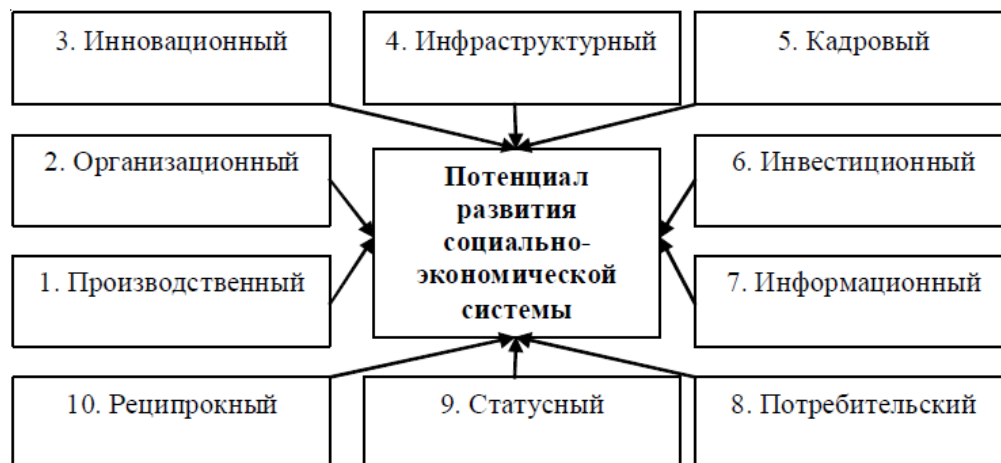 3. Инновационный
4. Инфраструктурный
5. Кадровый
2. Организационный
Потенциал
развития
социально-
экономической
системы
6. Инвестиционный
1. Производственный
7. Информационный
10. Реципрокный
9. Статусный
8. Потребительский